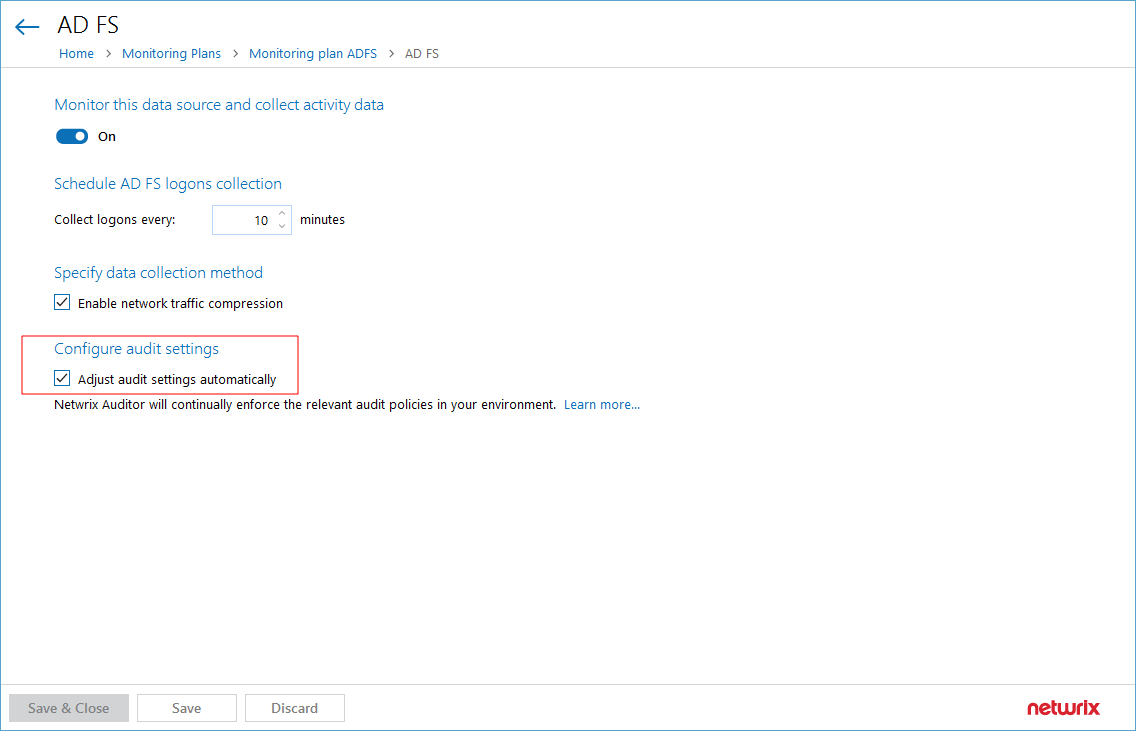 AD FS
Home > Monitoring Plans > Monitoring plan ADFS > AD FS
Monitor this data source and collect activity data
On
Schedule AD FS logons collection
Collect logons every: 10 minutes
Specify data collection method
Enable network traffic compression
Configure audit settings
Adjust audit settings automatically
Netwrix Auditor will continually enforce the relevant audit policies in your environment. Learn more...
Save & Close Save Discard netwrix